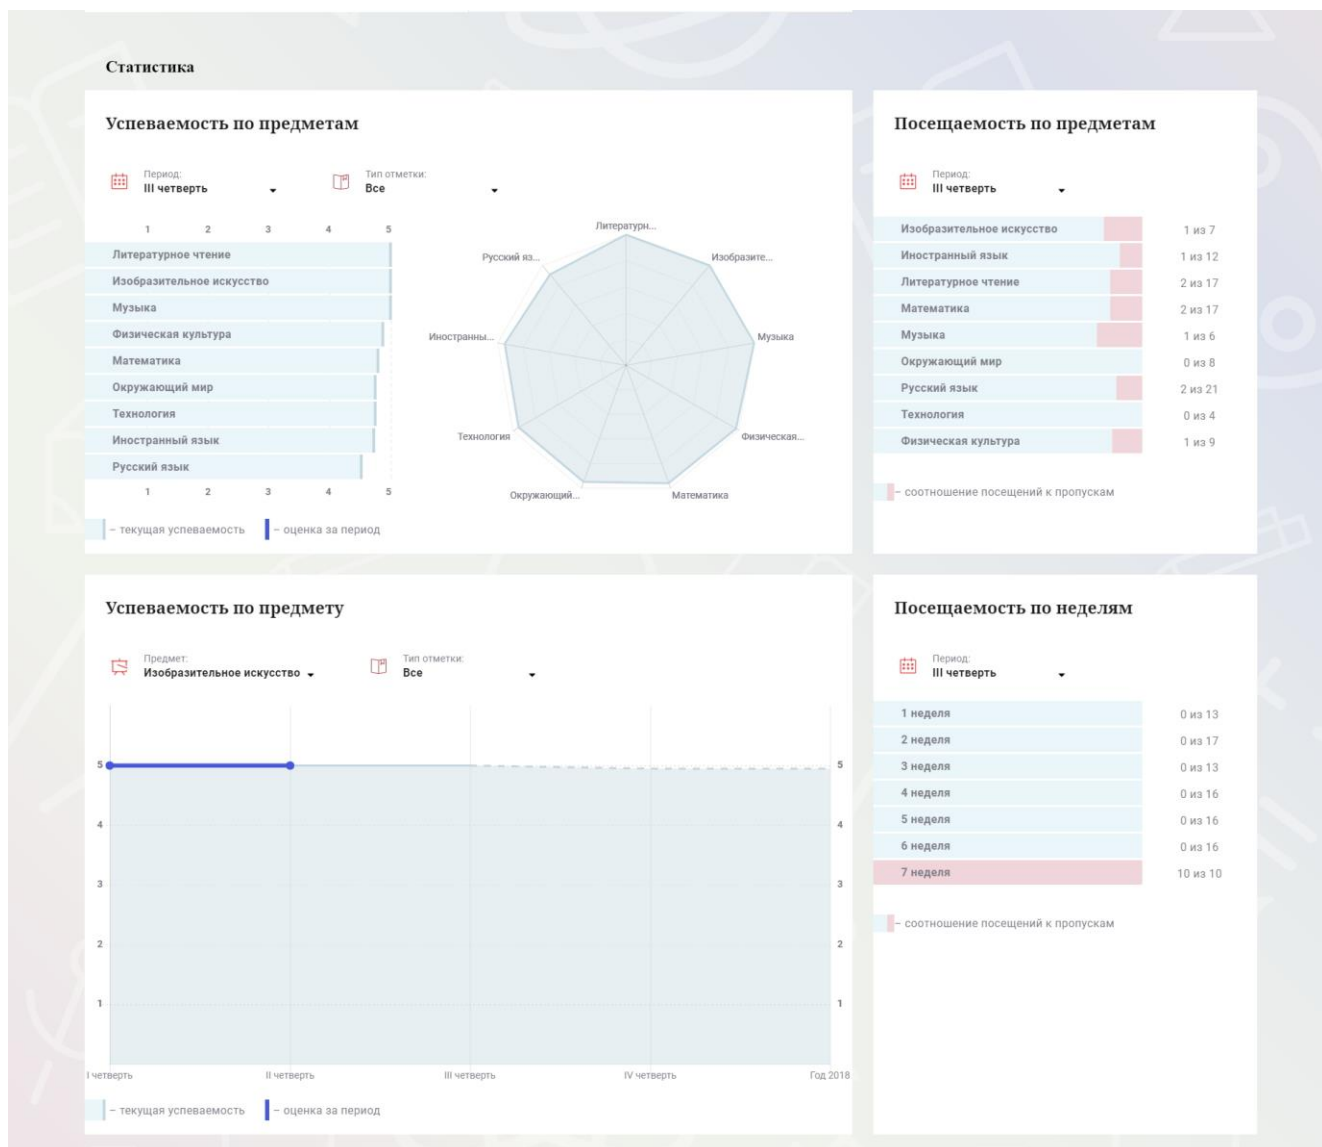 Статистика
Успеваемость по предметам
Период:
III четверть
Тип отметки:
Все
1 2 3 4 5
Литературное чтение
Изобразительное искусство
Музыка
Физическая культура
Математика
Окружающий мир
Технология
Иностранный язык
Русский язык
1 2 3 4 5
Литературн...
Изобразите...
Музыка
Физическая...
Математика
Окружающий...
Технология
Иностранны...
Русский яз...
– текущая успеваемость
– оценка за период
Посещаемость по предметам
Период:
III четверть
Изобразительное искусство 1 из 7
Иностранный язык 1 из 12
Литературное чтение 2 из 17
Математика 2 из 17
Музыка 1 из 6
Окружающий мир 0 из 8
Русский язык 2 из 21
Технология 0 из 4
Физическая культура 1 из 9
– соотношение посещений к пропускам
Успеваемость по предмету
Предмет:
Изобразительное искусство
Тип отметки:
Все
5 5
4 4
3 3
2 2
1 1
I четверть II четверть III четверть IV четверть Год 2018
– текущая успеваемость
– оценка за период
Посещаемость по неделям
Период:
III четверть
1 неделя 0 из 13
2 неделя 0 из 17
3 неделя 0 из 13
4 неделя 0 из 16
5 неделя 0 из 16
6 неделя 0 из 16
7 неделя 10 из 10
– соотношение посещений к пропускам